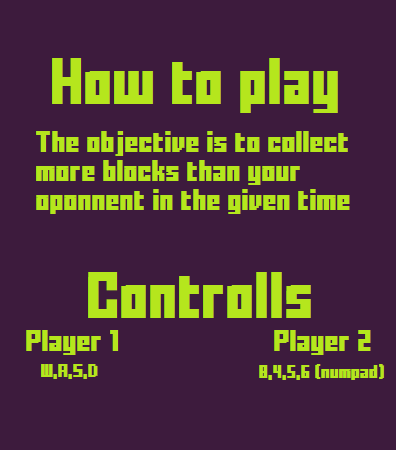 How to play
The objective is to collect
more blocks than your
oponnent in the given time
Controlls
Player 1
Player 2
W,A,S,D
8,4,5,6 (numpad)